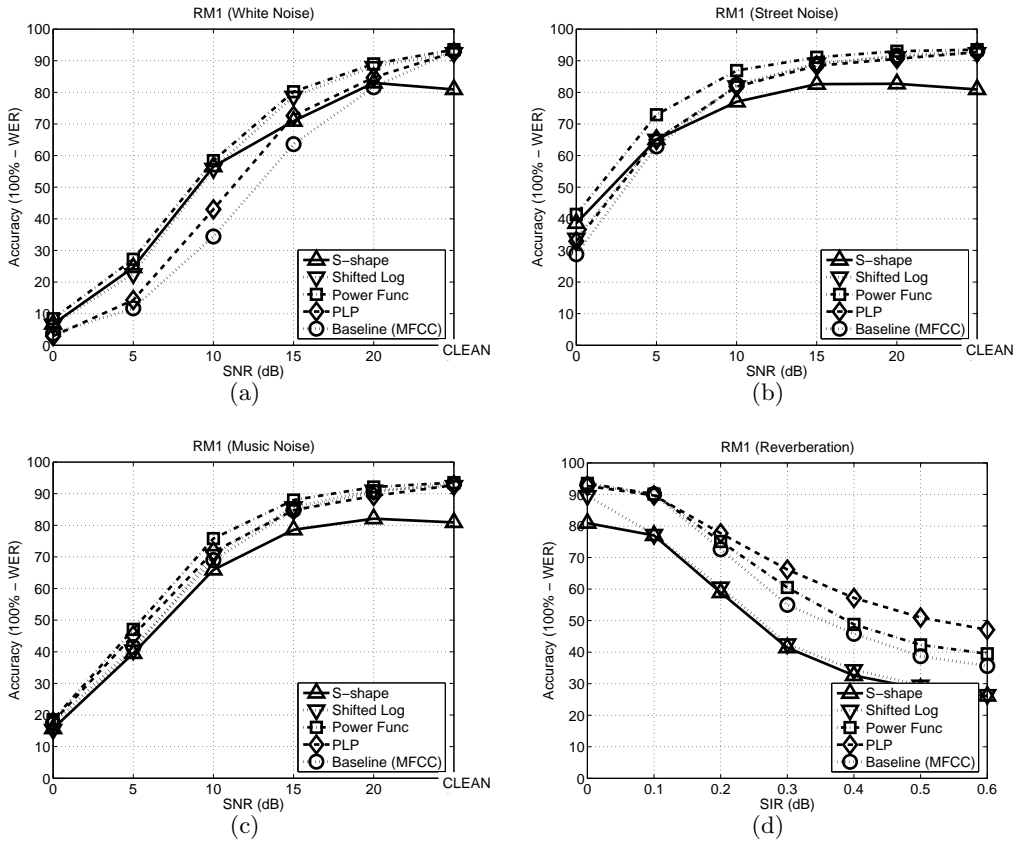 RM1 (White Noise)
100
90
80
70
60
50
40
30
20
10
0
Accuracy (100% − WER)
S−shape
Shifted Log
Power Func
PLP
Baseline (MFCC)
0 5 10 15 20 CLEAN
SNR (dB)
(a)
RM1 (Street Noise)
100
90
80
70
60
50
40
30
20
10
0
Accuracy (100% − WER)
S−shape
Shifted Log
Power Func
PLP
Baseline (MFCC)
0 5 10 15 20 CLEAN
SNR (dB)
(b)
RM1 (Music Noise)
100
90
80
70
60
50
40
30
20
10
0
Accuracy (100% − WER)
S−shape
Shifted Log
Power Func
PLP
Baseline (MFCC)
0 5 10 15 20 CLEAN
SNR (dB)
(c)
RM1 (Reverberation)
100
90
80
70
60
50
40
30
20
10
0
Accuracy (100% − WER)
S−shape
Shifted Log
Power Func
PLP
Baseline (MFCC)
0 0.1 0.2 0.3 0.4 0.5 0.6
SIR (dB)
(d)